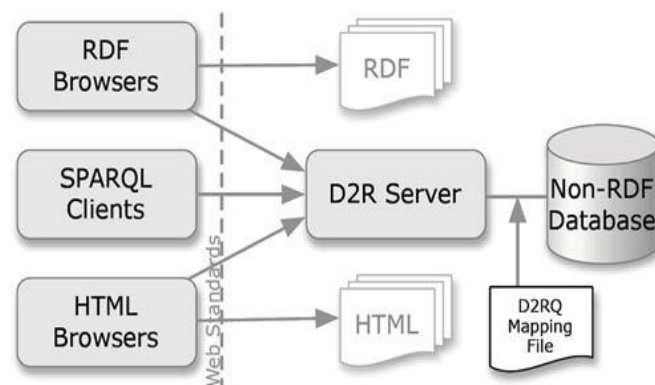 RDF
Browsers
RDF
SPARQL
Clients
D2R Server
Non-RDF
Database
Web Standards
HTML
Browsers
HTML
D2RQ
Mapping
File